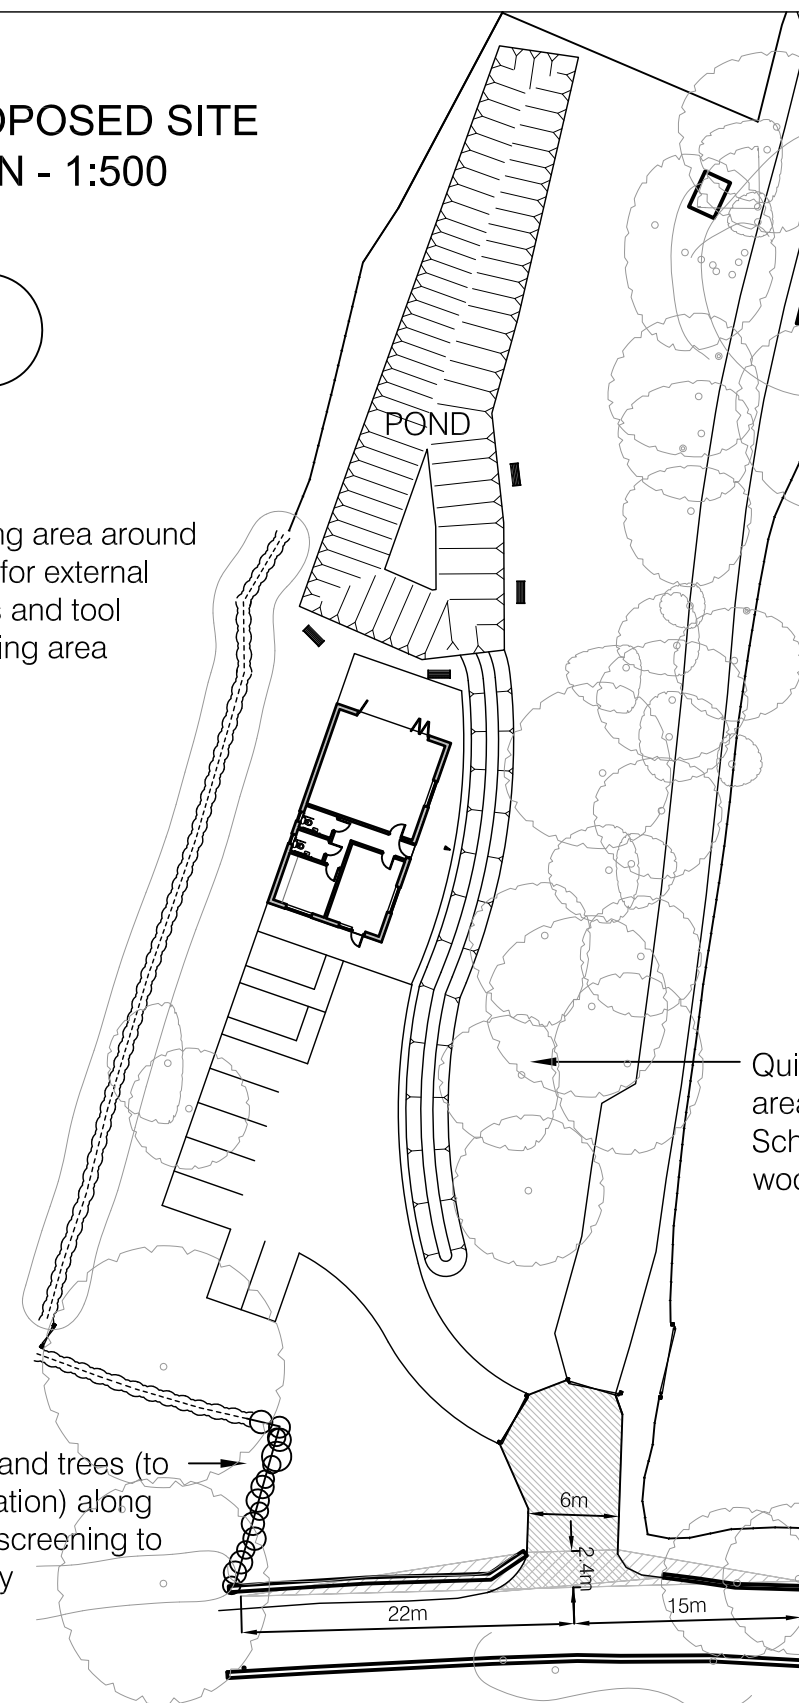 OPOSED SITE
N - 1:500
POND
ng area around
for external
s and tool
ing area
Qui
area
Sch
woo
and trees (to
ation) along
screening to
y
6m
2.4m
22m
15m